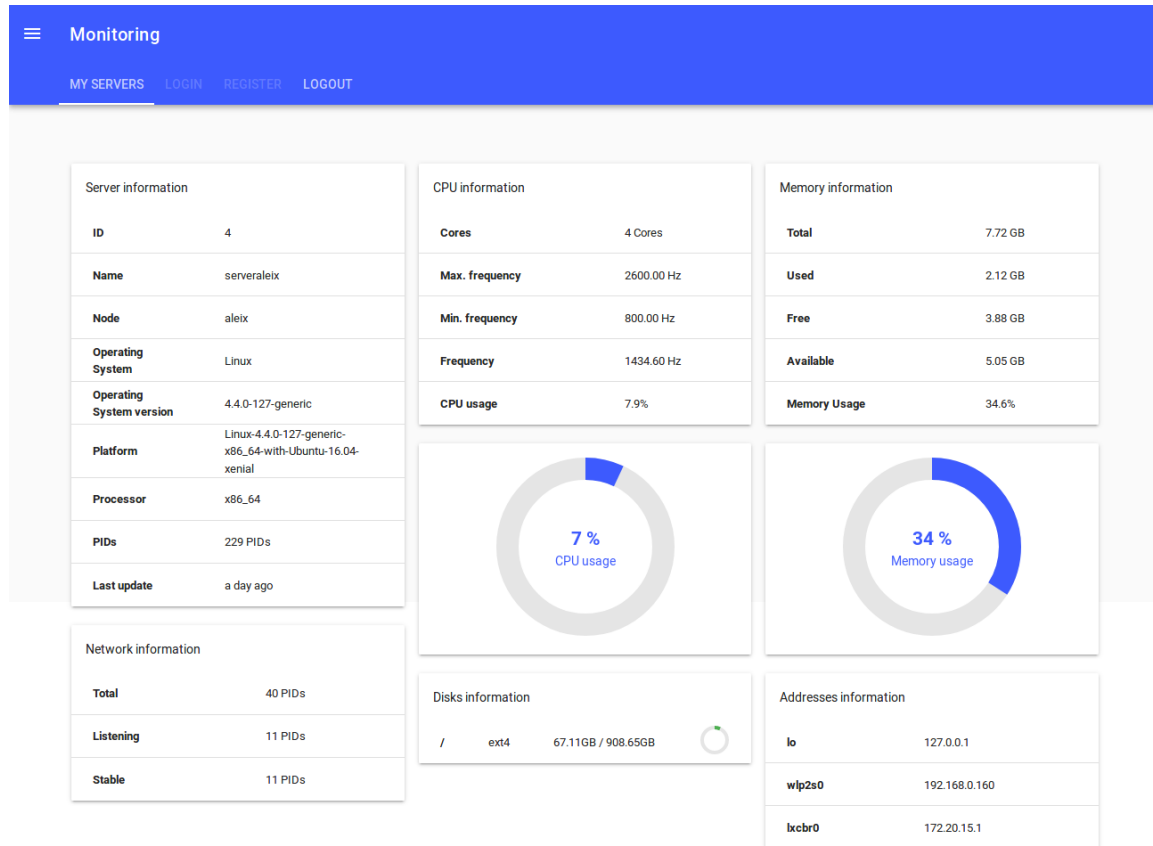 Monitoring
MY SERVERS LOGIN REGISTER LOGOUT
Server information
ID 4
Name serveraleix
Node aleix
Operating
System
Linux
Operating
System version
4.4.0-127-generic
Platform
Linux-4.4.0-127-generic-
x86_64-with-Ubuntu-16.04-
xenial
Processor x86_64
PIDs 229 PIDs
Last update a day ago
Network information
Total 40 PIDs
Listening 11 PIDs
Stable 11 PIDs
CPU information
Cores 4 Cores
Max. frequency 2600.00 Hz
Min. frequency 800.00 Hz
Frequency 1434.60 Hz
CPU usage 7.9%
7 %
CPU usage
Disks information
/ ext4 67.11GB / 908.65GB
Memory information
Total 7.72 GB
Used 2.12 GB
Free 3.88 GB
Available 5.05 GB
Memory Usage 34.6%
34 %
Memory usage
Addresses information
lo 127.0.0.1
wlp2s0 192.168.0.160
lxcbr0 172.20.15.1